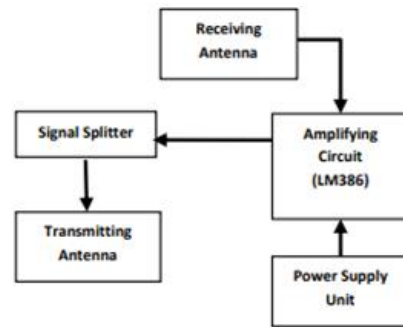 Receiving
Antenna
Signal Splitter
Amplifying
Circuit
(LM386)
Transmitting
Antenna
Power Supply
Unit